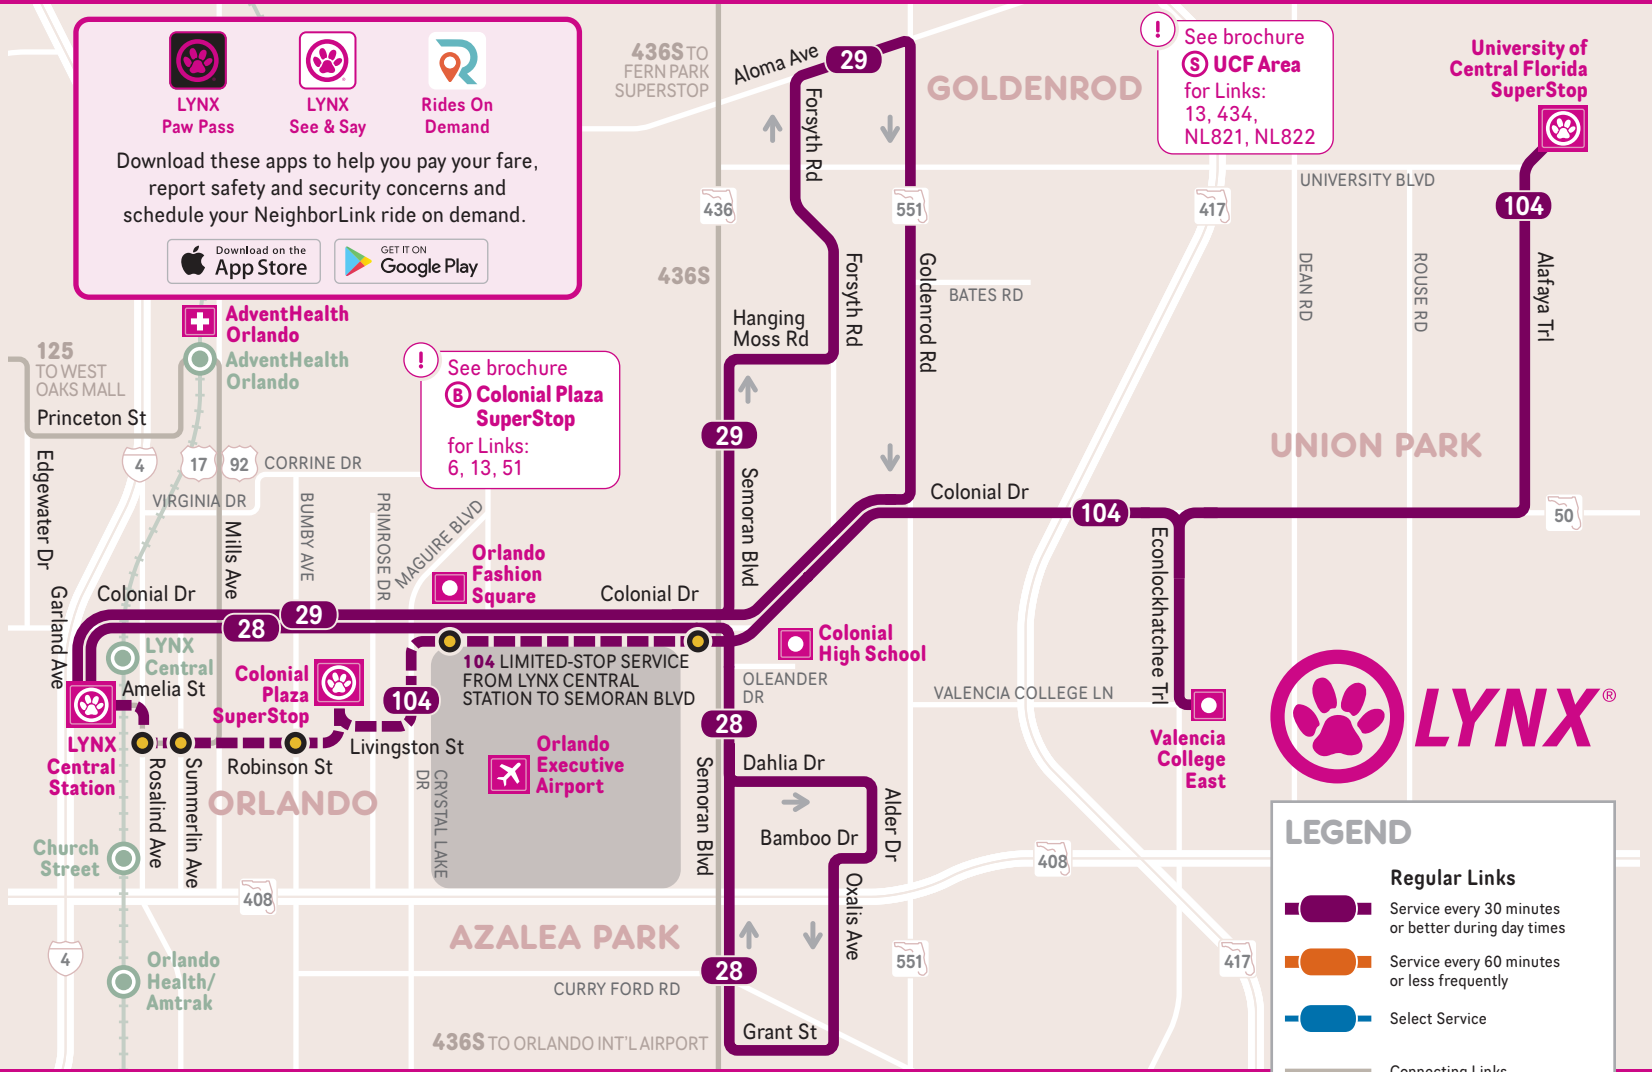 LYNX
Paw Pass
LYNX
See & Say
Rides On
Demand
Download these apps to help you pay your fare,
report safety and security concerns and
schedule your NeighborLink ride on demand.
Download on the
App Store
GET IT ON
Google Play
436S TO
FERN PARK
SUPERSTOP
Aloma Ave
29
GOLDENROD
!
See brochure
S UCF Area
for Links:
13, 434,
NL821, NL822
University of
Central Florida
SuperStop
Forsyth Rd
UNIVERSITY BLVD
436
551
417
104
436S
Forsyth Rd
Goldenrod Rd
BATES RD
DEAN RD
ROUSE RD
Alafaya Trl
AdventHealth
Orlando
AdventHealth
Orlando
125
TO WEST
OAKS MALL
Princeton St
Hanging
Moss Rd
!
See brochure
B Colonial Plaza
SuperStop
for Links:
6, 13, 51
29
UNION PARK
Edgewater Dr
4
17
92
CORRINE DR
VIRGINIA DR
Mills Ave
BUMBY AVE
PRIMROSE DR
MAGUIRE BLVD
Semoran Blvd
Colonial Dr
104
50
Econlockhatchee Trl
Orlando
Fashion
Square
Garland Ave
Colonial Dr
Colonial Dr
29
28
LYNX
Central
Amelia St
Colonial
Plaza
SuperStop
104
104 LIMITED-STOP SERVICE
FROM LYNX CENTRAL
STATION TO SEMORAN BLVD
Colonial
High School
OLEANDER
DR
VALENCIA COLLEGE LN
28
LYNX
Central
Station
Rosalind Ave
Summerlin Ave
Robinson St
Livingston St
CRYSTAL LAKE
DR
Orlando
Executive
Airport
Semoran Blvd
Dahlia Dr
Alder Dr
Bamboo Dr
Oxalis Ave
Valencia
College
East
LYNX®
ORLANDO
Church
Street
408
408
AZALEA PARK
4
Orlando
Health/
Amtrak
28
CURRY FORD RD
551
417
Grant St
436S TO ORLANDO INT'L AIRPORT
LEGEND
Regular Links
Service every 30 minutes
or better during day times
Service every 60 minutes
or less frequently
Select Service
Connecting Links